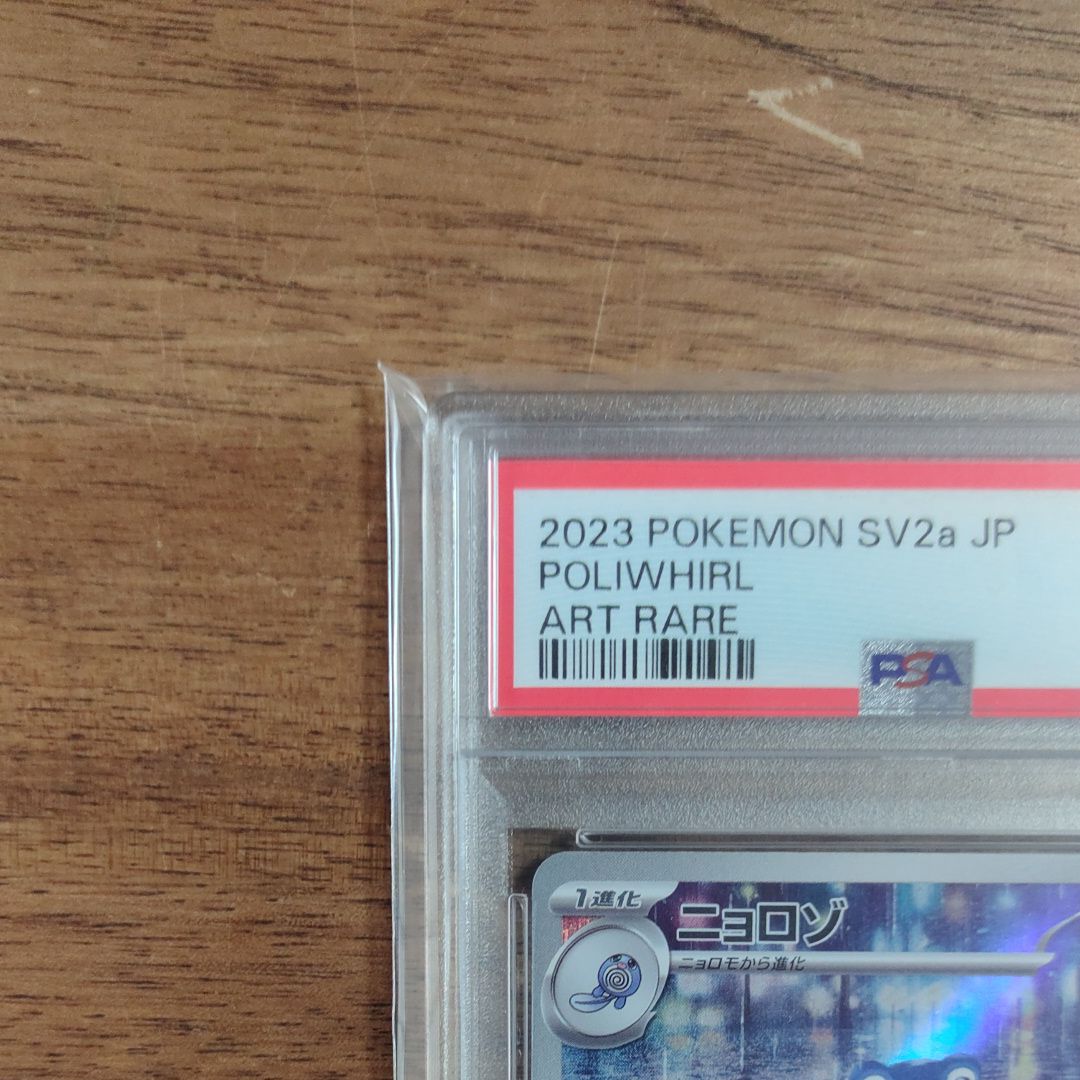 2023 POKEMON SV2a JP
POLIWHIRL
ART RARE
PSA
1進化
ニョロゾ
ニョロモから進化